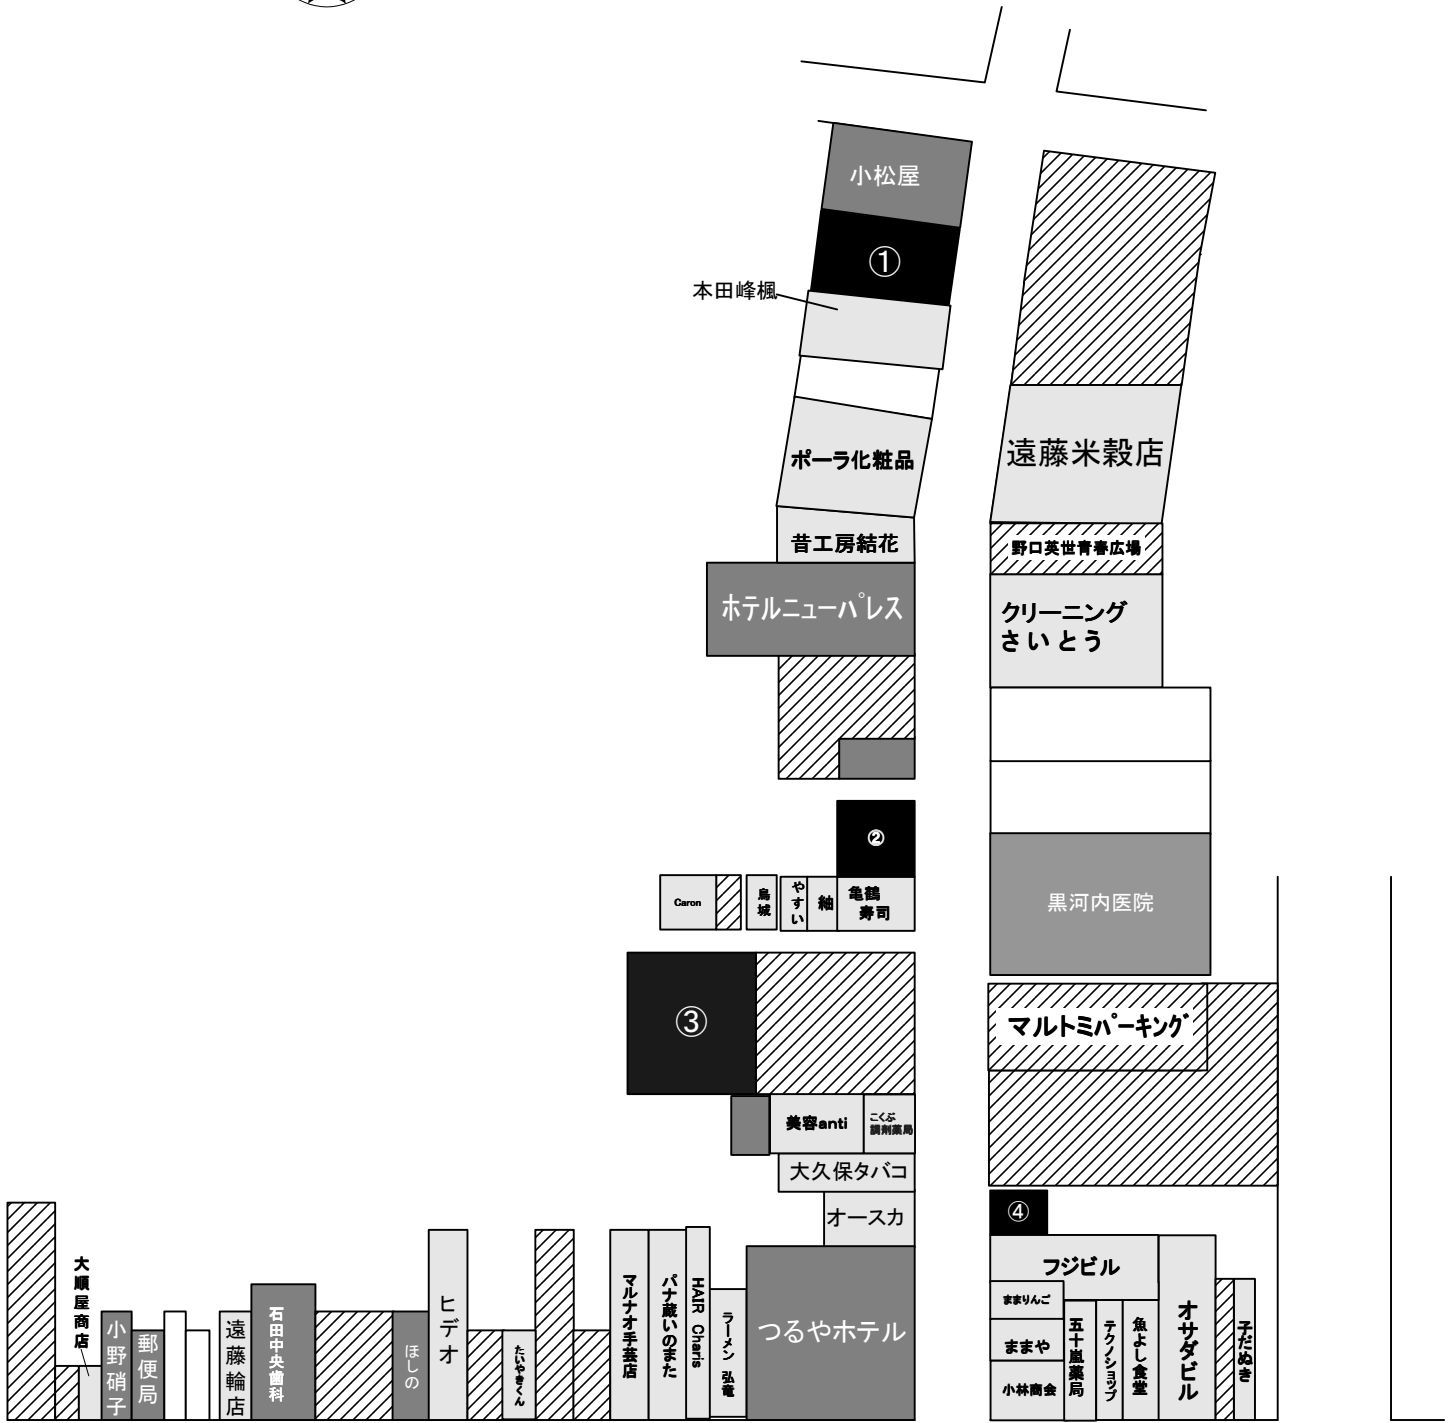 小松屋
①
本田峰楓
ポーラ化粧品
遠藤米穀店
昔工房結花
野口英世青春広場
ホテルニューパレス
クリーニング
さいとう
②
Caron
鳥城
やすい
紬
亀鶴
寿司
黒河内医院
③
マルトミパーキング
美容anti
こくぶ
調剤薬局
大久保タバコ
オースカ
④
フジビル
ままりんご
ままや
小林商会
五十嵐薬局
テクノショップ
魚よし食堂
オサダビル
子だぬき
大順屋商店
小野硝子
郵便局
遠藤輪店
石田中央歯科
ほしの
ヒデオ
たいやきくん
マルナオ手芸店
パナ蔵いのまた
HAIR Charis
ラーメン 弘竜
つるやホテル